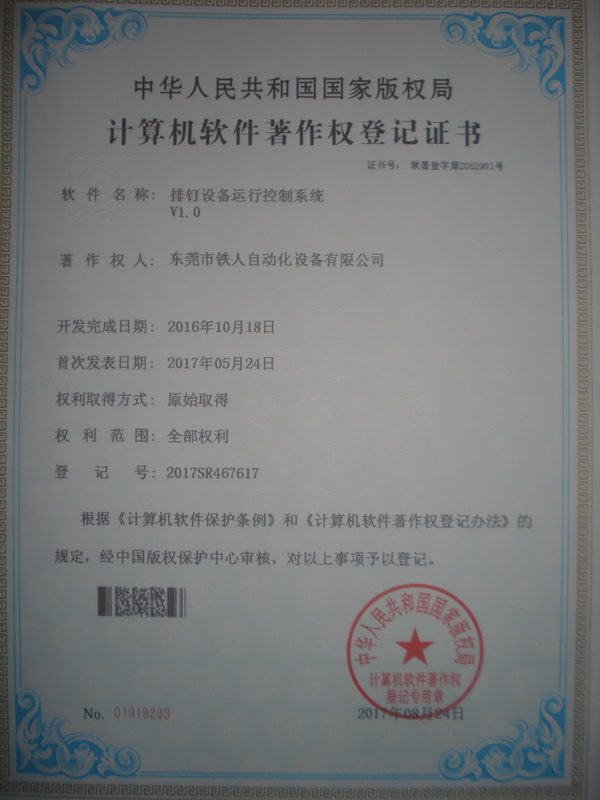 中华人民共和国国家版权局
计算机软件著作权登记证书
证书号： 软著登字第2052901号
软件名称： 排钉设备运行控制系统
V1.0
著作权人： 东莞市铁人自动化设备有限公司
开发完成日期： 2016年10月18日
首次发表日期： 2017年05月24日
权利取得方式： 原始取得
权利范围： 全部权利
登记号： 2017SR467617
根据《计算机软件保护条例》和《计算机软件著作权登记办法》的
规定，经中国版权保护中心审核，对以上事项予以登记。
中华人民共和国国家版权局
计算机软件著作权
登记专用章
No. 01918233
2017年08月24日